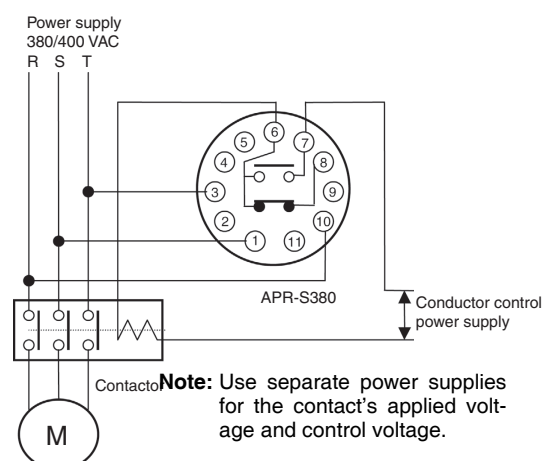 Power supply
380/400 VAC
R S T
6
5 7
4 8
3 9
2 10
1 11
APR-S380
Conductor control
power supply
Contactor
Note: Use separate power supplies
for the contact's applied volt-
age and control voltage.
M